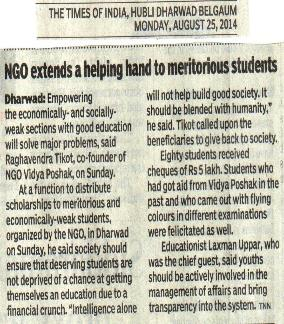 THE TIMES OF INDIA, HUBLI DHARWAD BELGAUM
MONDAY, AUGUST 25, 2014
NGO extends a helping hand to meritorious students
Dharwad: Empowering
the economically- and socially-
weak sections with good education
will solve major problems, said
Raghavendra Tikot, co-founder of
NGO Vidya Poshak, on Sunday.
At a function to distribute
scholarships to meritorious and
economically-weak students,
organized by the NGO, in Dharwad
on Sunday, he said society should
ensure that deserving students are
not deprived of a chance at getting
themselves an education due to a
financial crunch. "Intelligence alone
will not help build good society. It
should be blended with humanity,"
he said. Tikot called upon the
beneficiaries to give back to society.
Eighty students received
cheques of Rs 5 lakh. Students who
had got aid from Vidya Poshak in the
past and who came out with flying
colours in different examinations
were felicitated as well.
Educationist Laxman Uppar, who
was the chief guest, said youths
should be actively involved in the
management of affairs and bring
transparency into the system. TNN